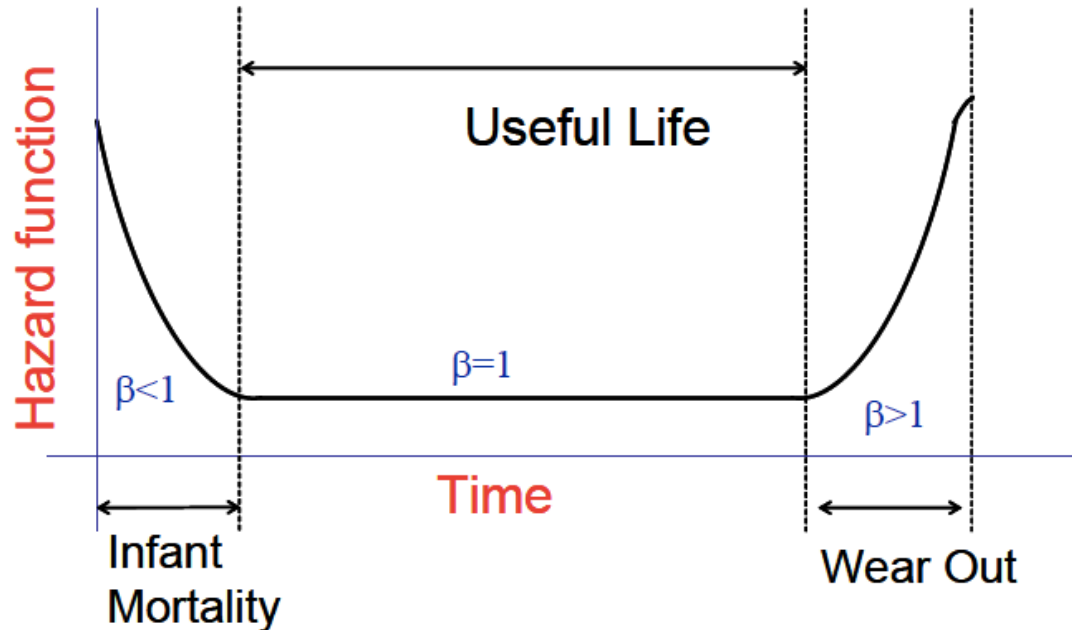 Hazard function
Useful Life
β<1
β=1
β>1
Time
Infant
Mortality
Wear Out